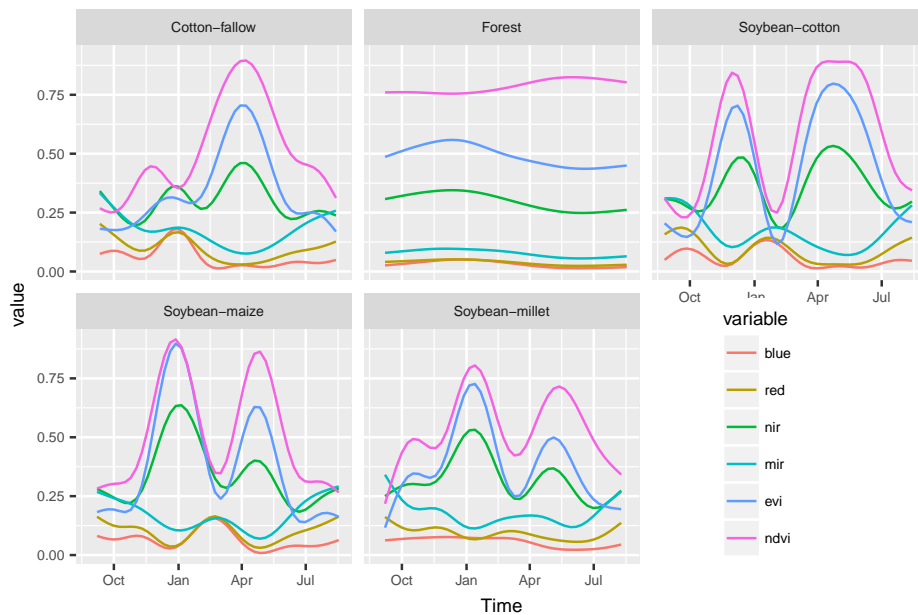 Cotton−fallow
Forest
Soybean−cotton
0.75
0.50
0.25
0.00
Oct Jan Apr Jul
value
Soybean−maize
Soybean−millet
variable
blue
red
nir
mir
evi
ndvi
0.75
0.50
0.25
0.00
Oct Jan Apr Jul
Oct Jan Apr Jul
Time